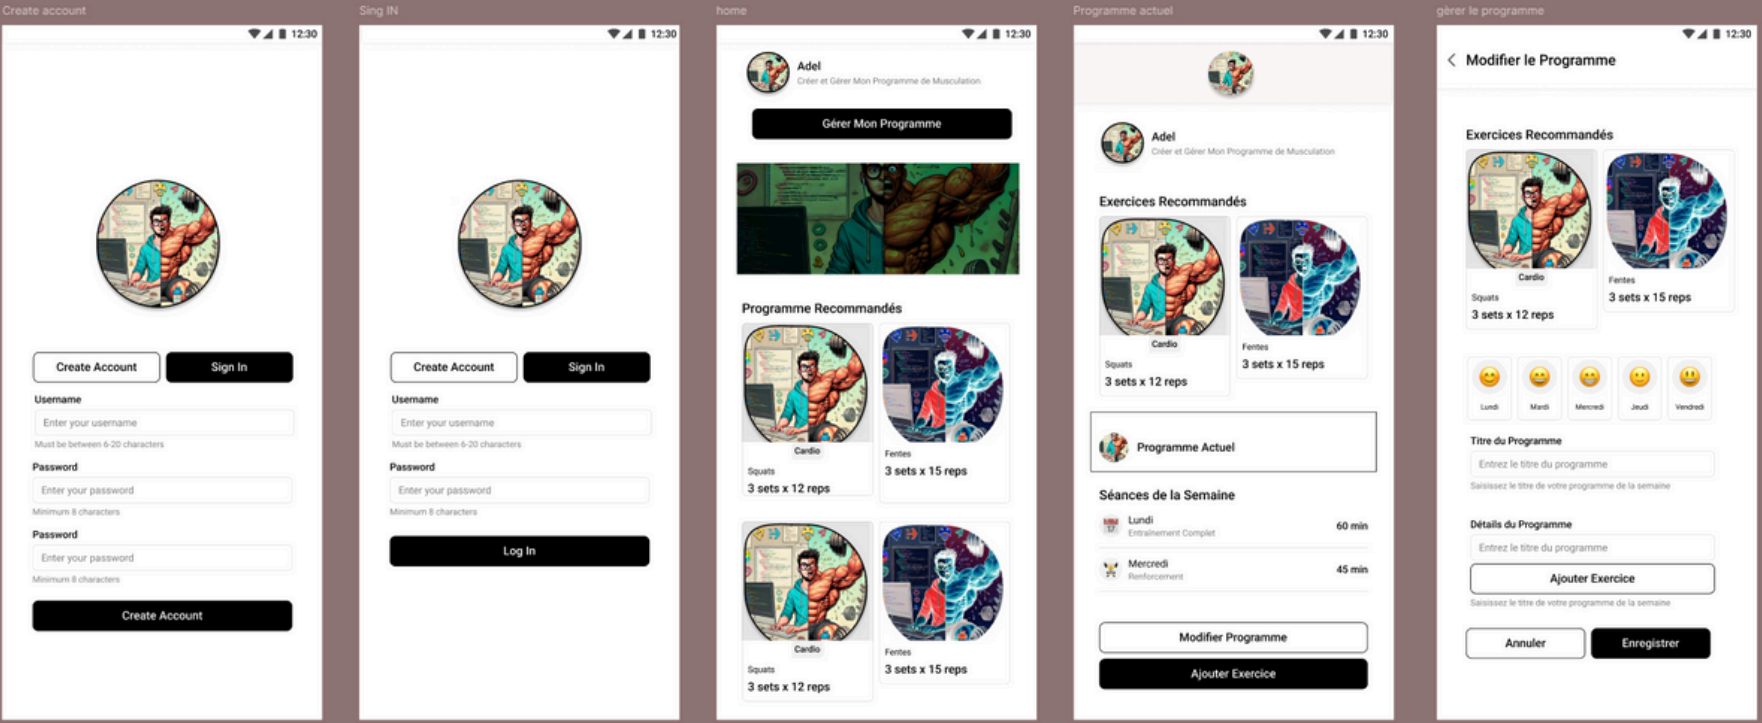 Create account
12:30
Create Account
Sign In
Username
Enter your username
Must be between 6-20 characters
Password
Enter your password
Minimum 8 characters
Password
Enter your password
Minimum 8 characters
Create Account
Sing IN
12:30
Create Account
Sign In
Username
Enter your username
Must be between 6-20 characters
Password
Enter your password
Minimum 8 characters
Log In
home
12:30
Adel
Créer et Gérer Mon Programme de Musculation
Gérer Mon Programme
Programme Recommandés
Cardio
Squats
3 sets x 12 reps
Fentes
3 sets x 15 reps
Cardio
Squats
3 sets x 12 reps
Fentes
3 sets x 15 reps
Programme actuel
12:30
Adel
Créer et Gérer Mon Programme de Musculation
Exercices Recommandés
Cardio
Squats
3 sets x 12 reps
Fentes
3 sets x 15 reps
Programme Actuel
Séances de la Semaine
17
Lundi
Entraînement Complet
60 min
Mercredi
Renforcement
45 min
Modifier Programme
Ajouter Exercice
gèrer le programme
12:30
Modifier le Programme
Exercices Recommandés
Cardio
Squats
3 sets x 12 reps
Fentes
3 sets x 15 reps
Lundi
Mardi
Mercredi
Jeudi
Vendredi
Titre du Programme
Entrez le titre du programme
Saisissez le titre de votre programme de la semaine
Détails du Programme
Entrez le titre du programme
Ajouter Exercice
Saisissez le titre de votre programme de la semaine
Annuler
Enregistrer